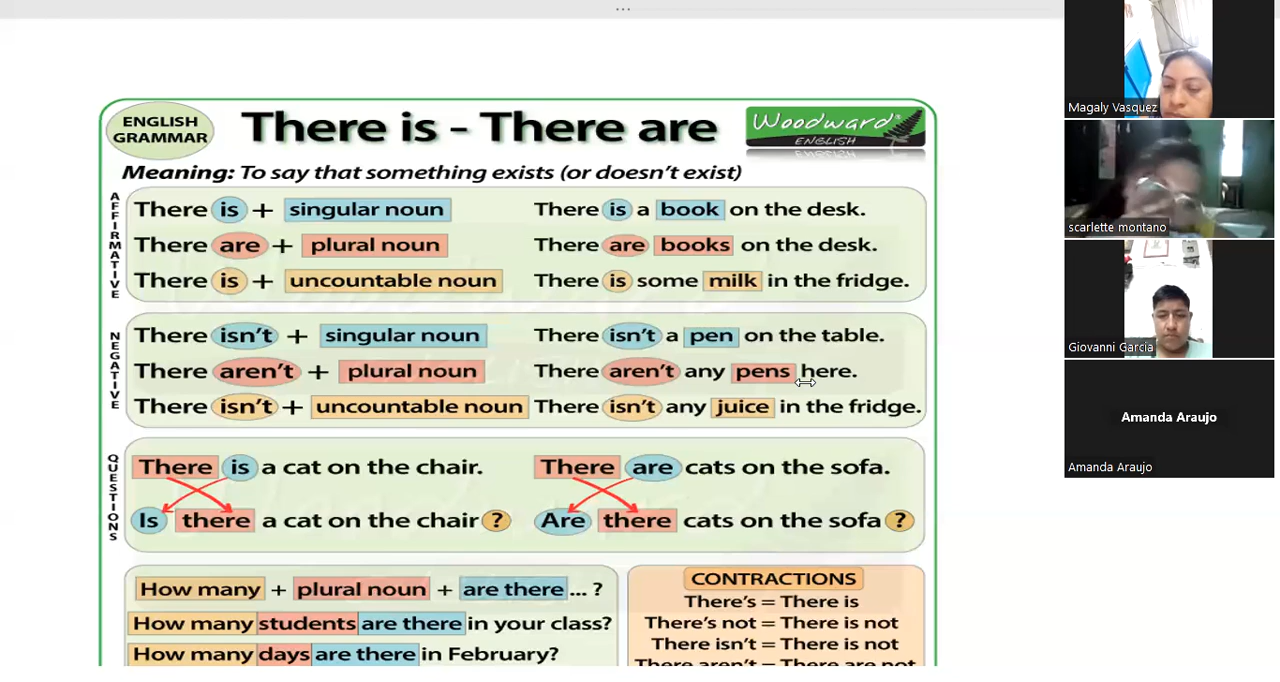 ...
ENGLISH
GRAMMAR
There is - There are
Woodward®
ENGLISH
Meaning: To say that something exists (or doesn't exist)
AFFIRMATIVE
There is + singular noun
There is a book on the desk.
There are + plural noun
There are books on the desk.
There is + uncountable noun
There is some milk in the fridge.
NEGATIVE
There isn't + singular noun
There isn't a pen on the table.
There aren't + plural noun
There aren't any pens here.
There isn't + uncountable noun
There isn't any juice in the fridge.
QUESTIONS
There is a cat on the chair.
Is there a cat on the chair ?
There are cats on the sofa.
Are there cats on the sofa ?
How many + plural noun + are there ... ?
How many students are there in your class?
How many days are there in February?
CONTRACTIONS
There's = There is
There's not = There is not
There isn't = There is not
There aren't = There are not
Magaly Vasquez
scarlette montano
Giovanni Garcia
Amanda Araujo
Amanda Araujo